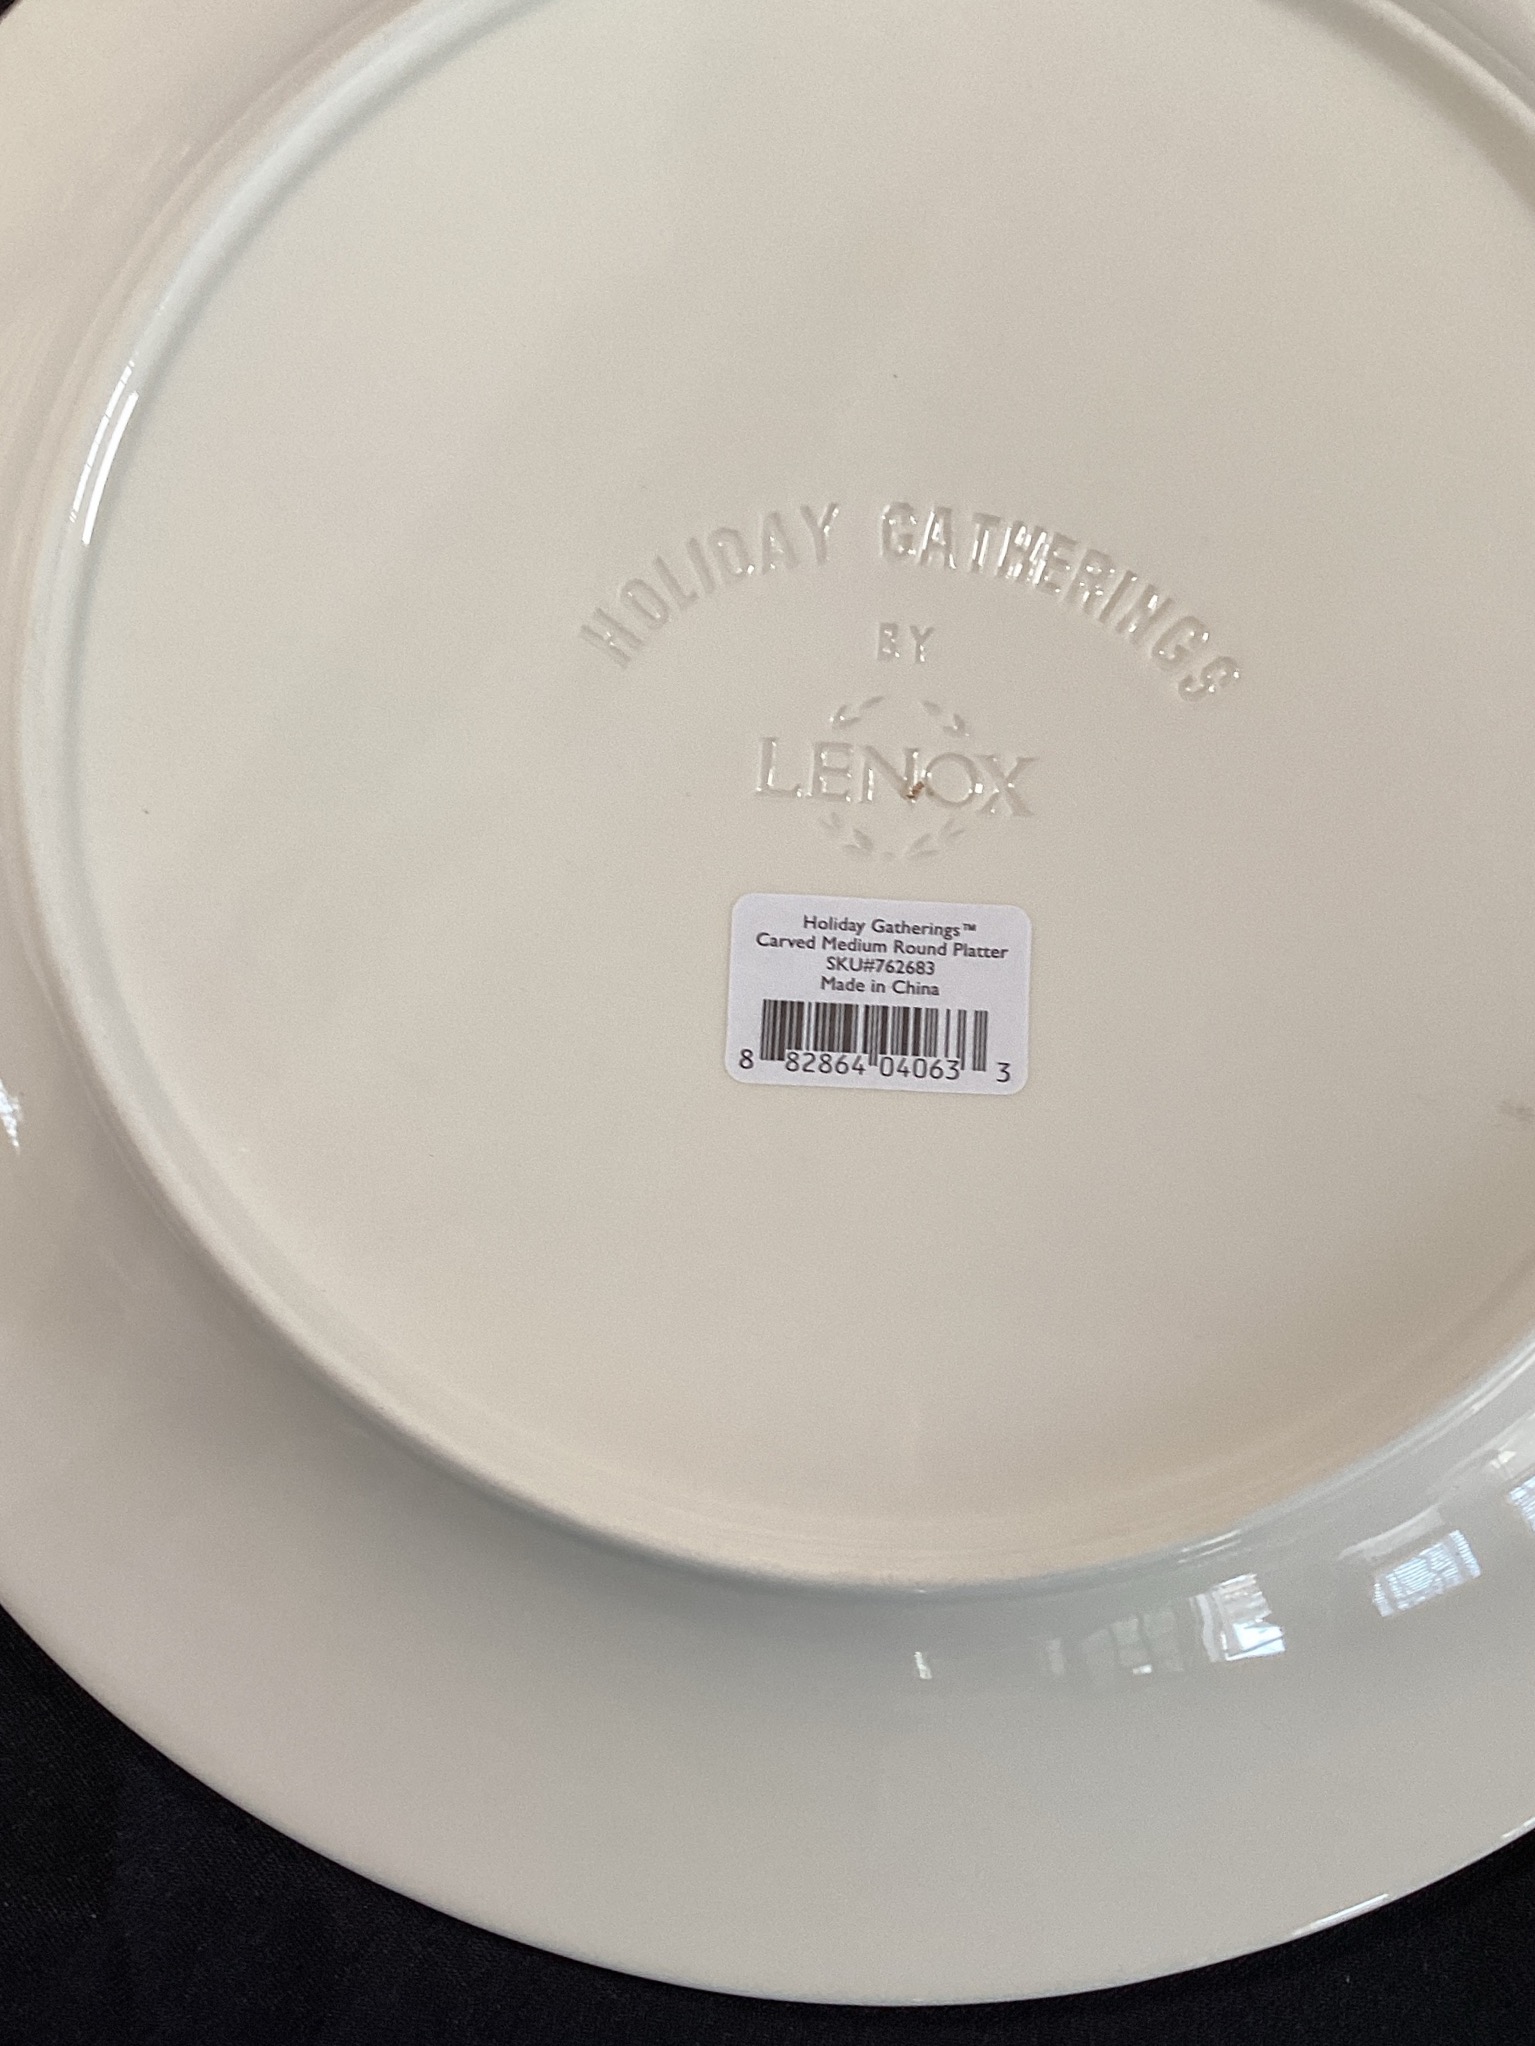 HOLIDAY GATHERINGS
BY
LENOX
Holiday Gatherings™
Carved Medium Round Platter
SKU#762683
Made in China
8 82864 04063 3